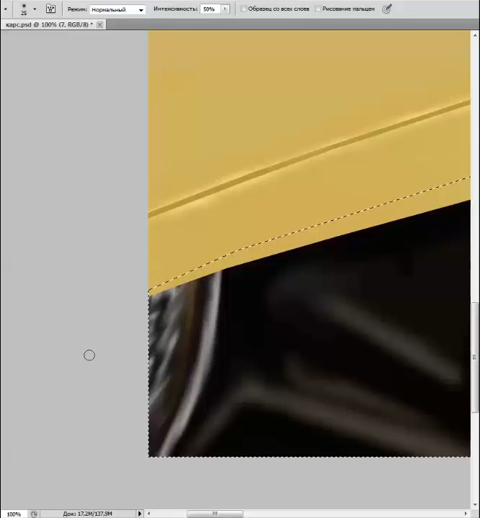 25 Режим: Нормальный Интенсивность: 50% Образец со всех слоев Рисование пальцем
карс.psd @ 100% (7, RGB/8) * ×
100% Док: 17,2M/137,9M